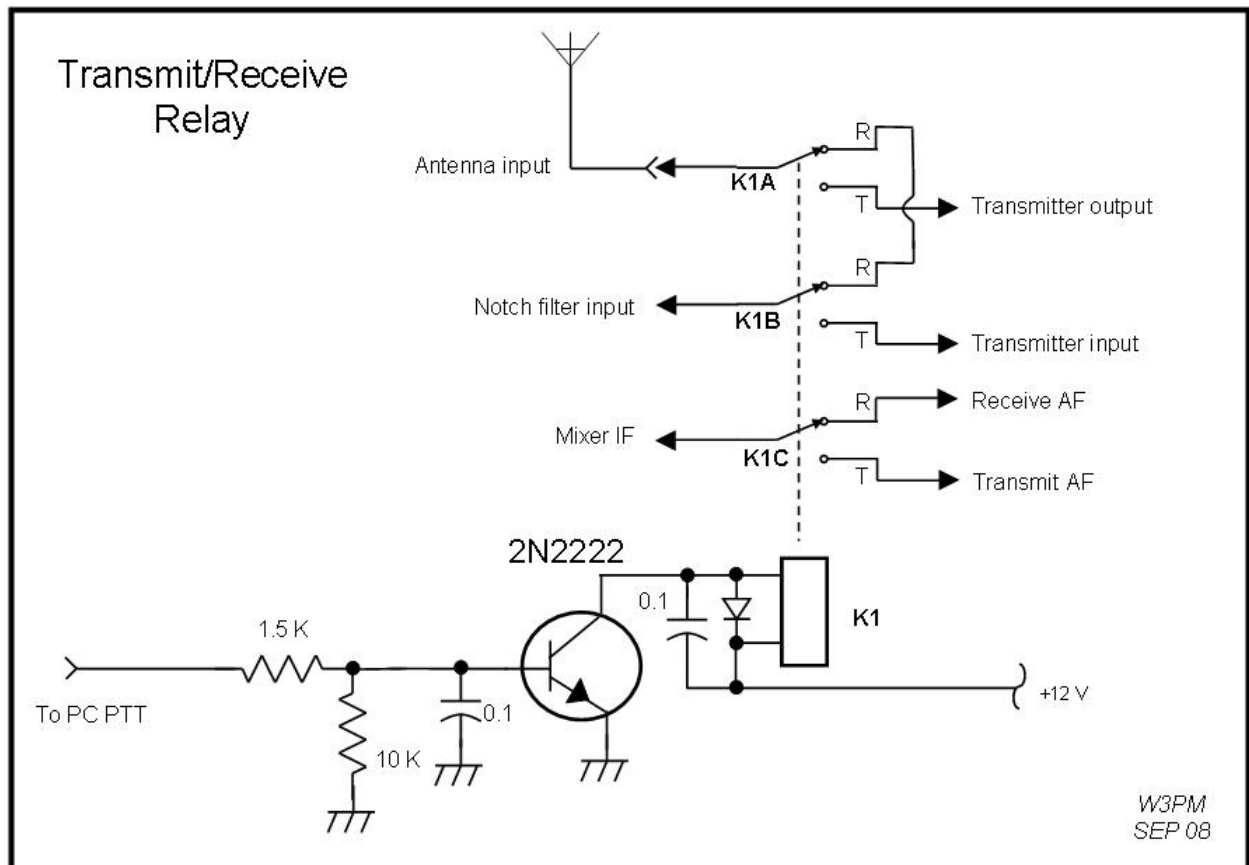 Transmit/Receive
Relay
Antenna input
K1A
R
T
Transmitter output
Notch filter input
K1B
R
T
Transmitter input
Mixer IF
K1C
R
T
Receive AF
Transmit AF
2N2222
0.1
K1
1.5 K
To PC PTT
10 K
0.1
+12 V
W3PM
SEP 08